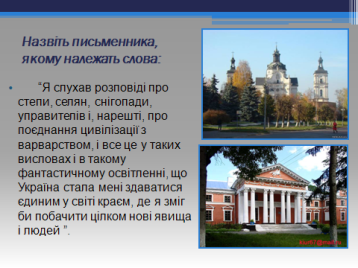 Назвіть письменника,
якому належать слова:
• “Я слухав розповіді про
степи, селян, снігопади,
управителів і, нарешті, про
поєднання цивілізації з
варварством, і все це у таких
висловах і в такому
фантастичному освітленні, що
Україна стала мені здаватися
єдиним у світі краєм, де я зміг
би побачити цілком нові явища
і людей ”.